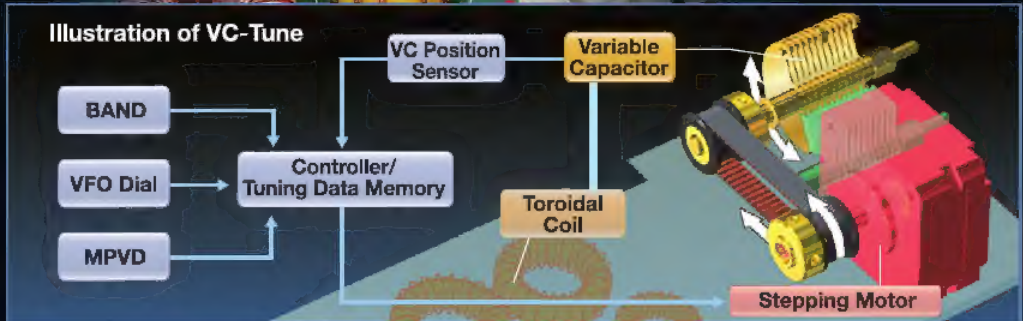 Illustration of VC-Tune
VC Position
Sensor
Variable
Capacitor
BAND
VFO Dial
Controller/
Tuning Data Memory
Toroidal
Coil
MPVD
Stepping Motor